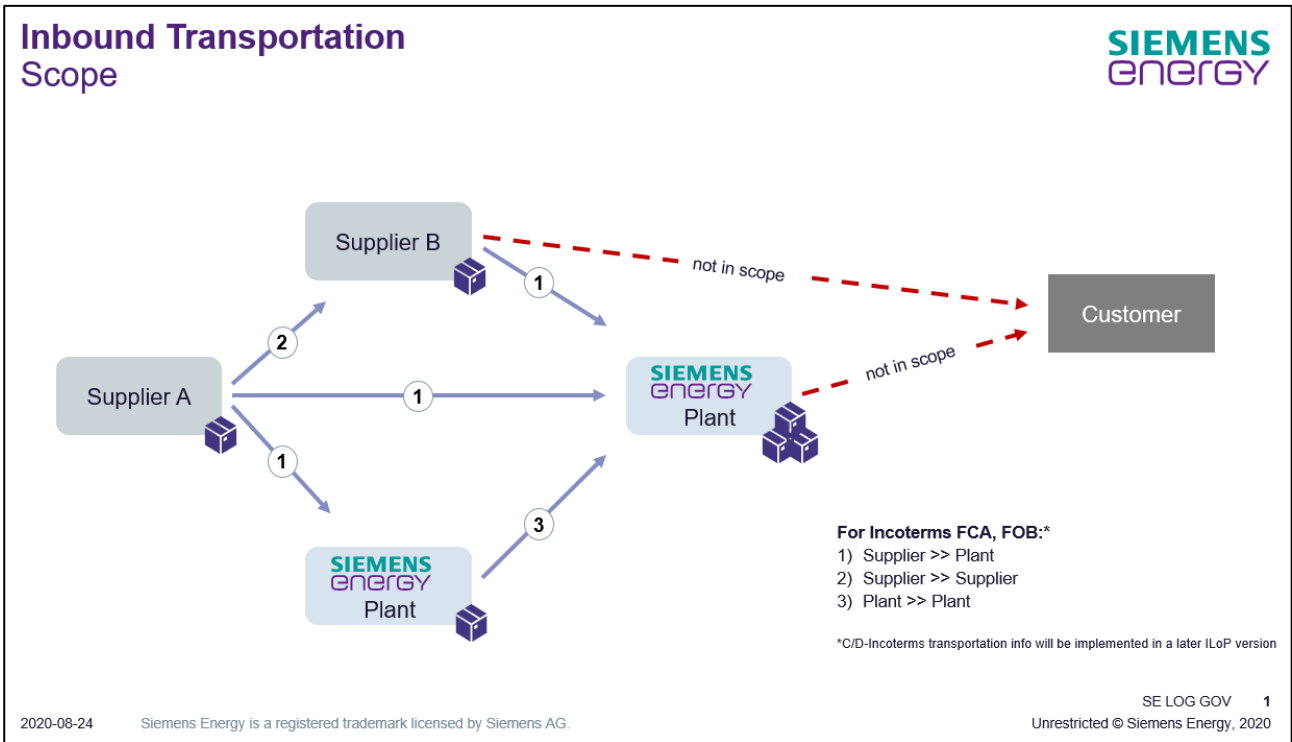 Inbound Transportation
Scope
SIEMENS
energy
Supplier B
not in scope
1
Customer
2
not in scope
Supplier A
1
SIEMENS
energy
Plant
1
3
SIEMENS
energy
Plant
For Incoterms FCA, FOB:*
1) Supplier >> Plant
2) Supplier >> Supplier
3) Plant >> Plant
*C/D-Incoterms transportation info will be implemented in a later ILoP version
SE LOG GOV 1
2020-08-24 Siemens Energy is a registered trademark licensed by Siemens AG. Unrestricted © Siemens Energy, 2020